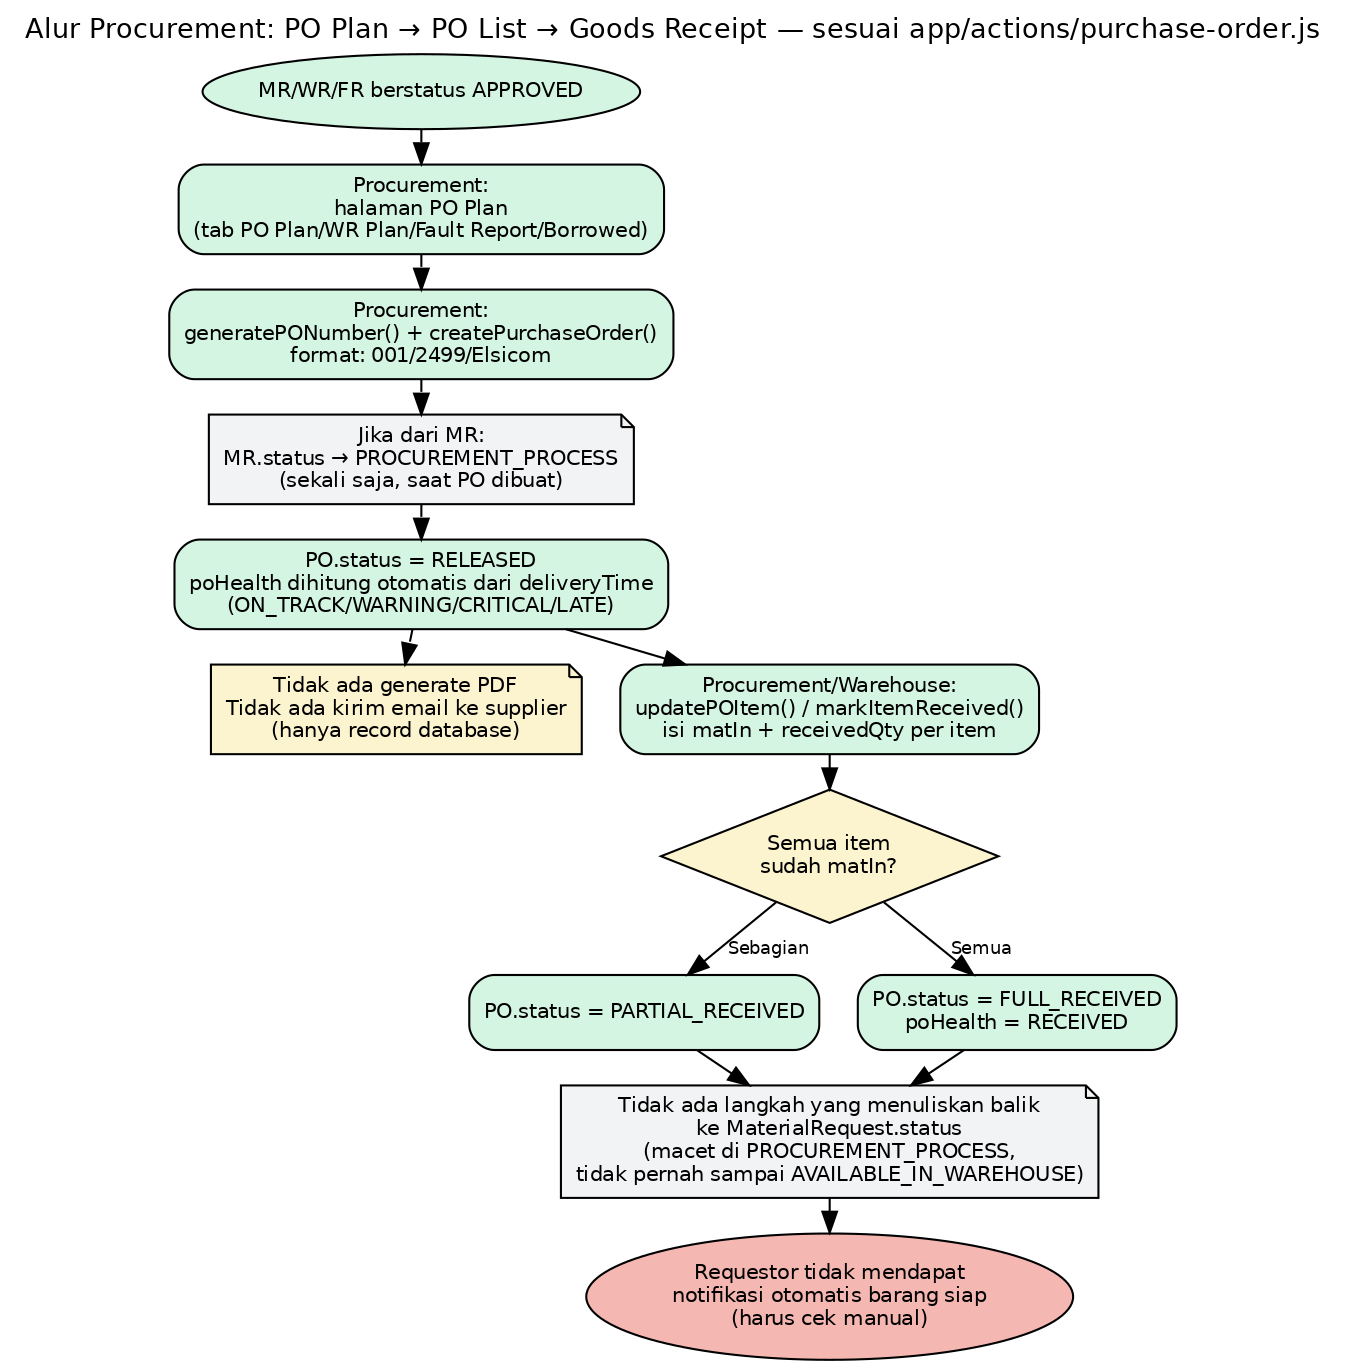 Alur Procurement: PO Plan → PO List → Goods Receipt — sesuai app/actions/purchase-order.js
MR/WR/FR berstatus APPROVED
Procurement:
halaman PO Plan
(tab PO Plan/WR Plan/Fault Report/Borrowed)
Procurement:
generatePONumber() + createPurchaseOrder()
format: 001/2499/Elsicom
Jika dari MR:
MR.status → PROCUREMENT_PROCESS
(sekali saja, saat PO dibuat)
PO.status = RELEASED
poHealth dihitung otomatis dari deliveryTime
(ON_TRACK/WARNING/CRITICAL/LATE)
Tidak ada generate PDF
Tidak ada kirim email ke supplier
(hanya record database)
Procurement/Warehouse:
updatePOItem() / markItemReceived()
isi matIn + receivedQty per item
Semua item
sudah matIn?
Sebagian
Semua
PO.status = PARTIAL_RECEIVED
PO.status = FULL_RECEIVED
poHealth = RECEIVED
Tidak ada langkah yang menuliskan balik
ke MaterialRequest.status
(macet di PROCUREMENT_PROCESS,
tidak pernah sampai AVAILABLE_IN_WAREHOUSE)
Requestor tidak mendapat
notifikasi otomatis barang siap
(harus cek manual)